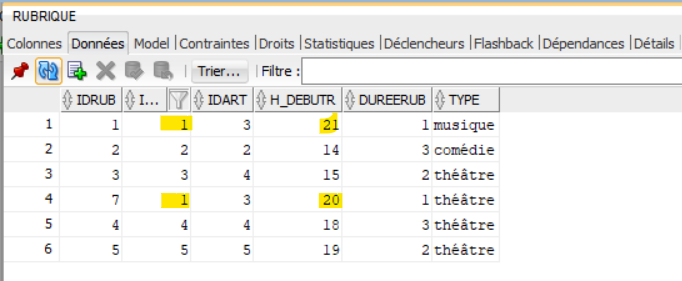 RUBRIQUE
Colonnes Données Model Contraintes Droits Statistiques Déclencheurs Flashback Dépendances Détails
Trier... Filtre :
IDRUB I... IDART H_DEBUTR DUREERUB TYPE
1 1 1 3 21 1 musique
2 2 2 2 14 3 comédie
3 3 3 4 15 2 théâtre
4 7 1 3 20 1 théâtre
5 4 4 4 18 3 théâtre
6 5 5 5 19 2 théâtre